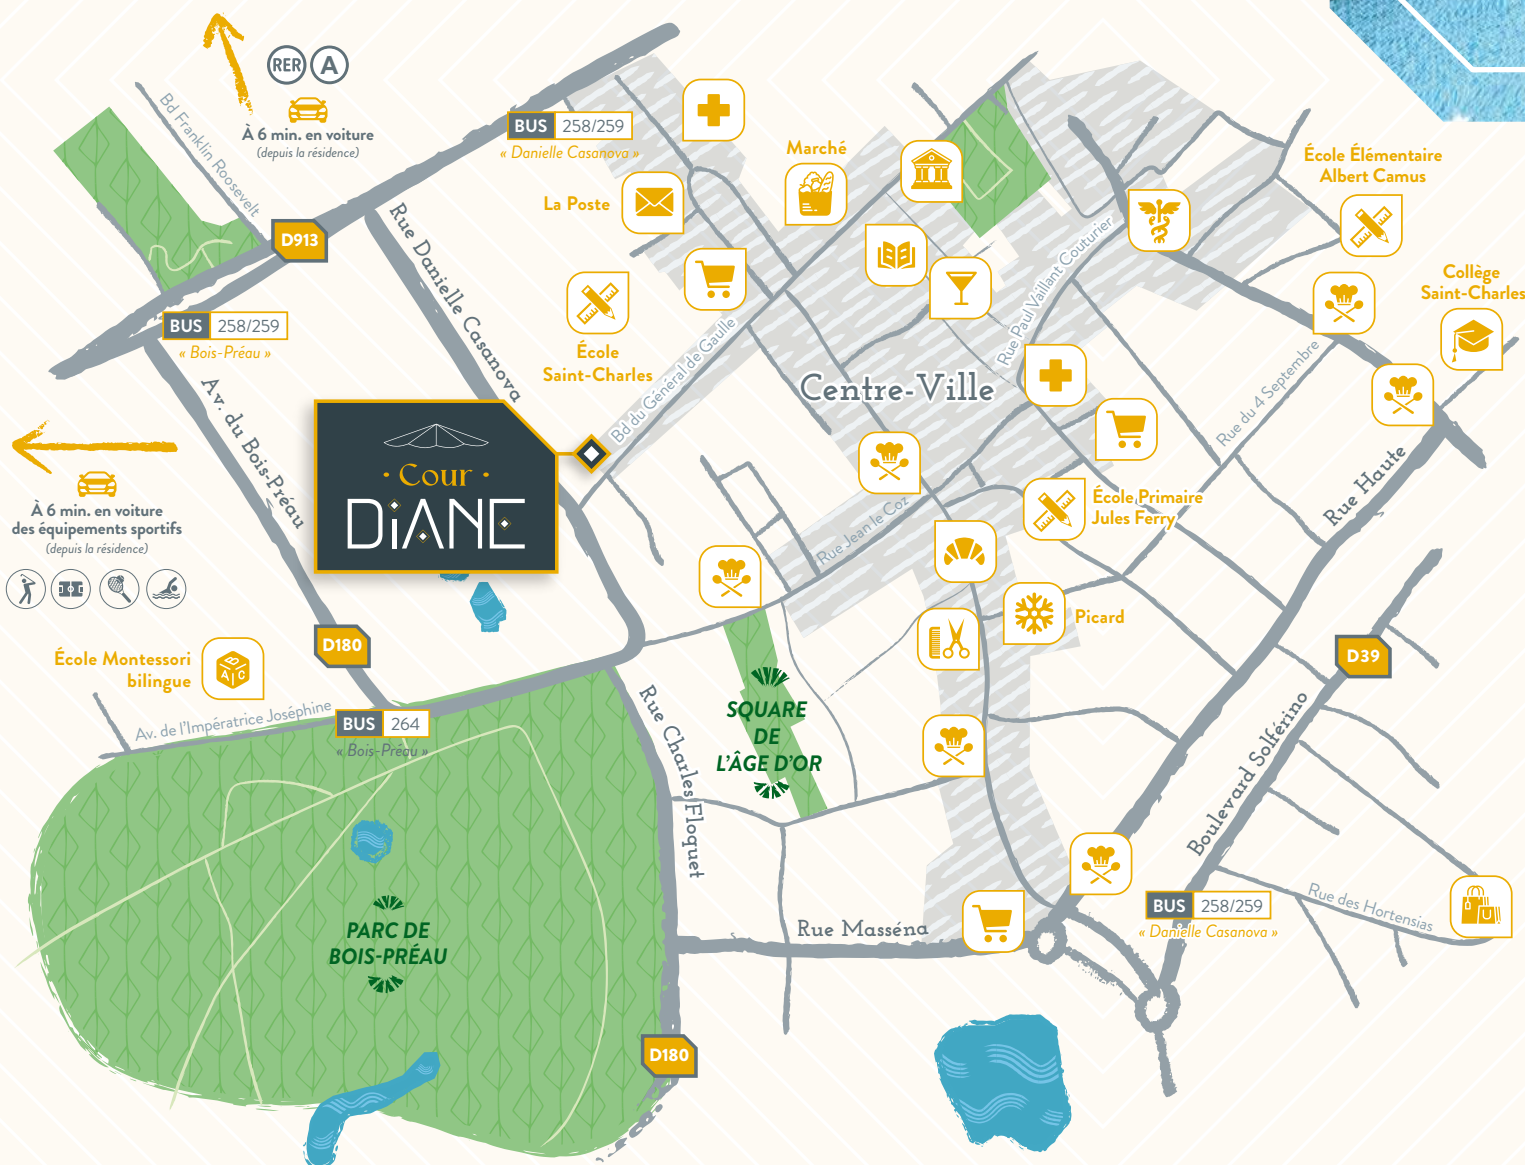 RER A
À 6 min. en voiture
(depuis la résidence)
Bd Franklin Roosevelt
BUS 258/259
« Danielle Casanova »
La Poste
Marché
École Élémentaire
Albert Camus
Collège
Saint-Charles
D913
Rue Danielle Casanova
BUS 258/259
« Bois-Préau »
École
Saint-Charles
Bd du Général de Gaulle
Rue Paul Vaillant Couturier
Centre-Ville
Rue du 4 Septembre
Av. du Bois-Préau
· Cour ·
DiANE
À 6 min. en voiture
des équipements sportifs
(depuis la résidence)
Rue Haute
École Primaire
Jules Ferry
Rue Jean le Coz
Picard
D180
D39
École Montessori
bilingue
B
A C
Av. de l'Impératrice Joséphine
BUS 264
« Bois-Préau »
Rue Charles Floquet
SQUARE
DE
L'ÂGE D'OR
Boulevard Solférino
PARC DE
BOIS-PRÉAU
Rue Masséna
BUS 258/259
« Danielle Casanova »
Rue des Hortensias
D180